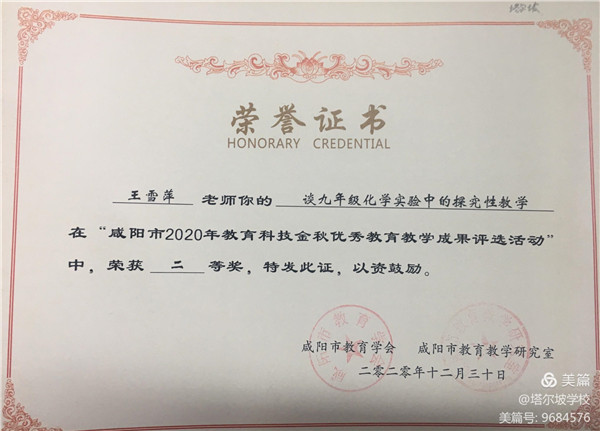 荣誉证书
HONORARY CREDENTIAL
王雪萍 老师你的 谈九年级化学实验中的探究性教学
在“咸阳市2020年教育科技金秋优秀教育教学成果评选活动”
中，荣获 二 等奖，特发此证，以资鼓励。
咸阳市教育学会 咸阳市教育教学研究室
二〇二〇年十二月三十日
美篇
@塔尔坡学校
美篇号: 9684576